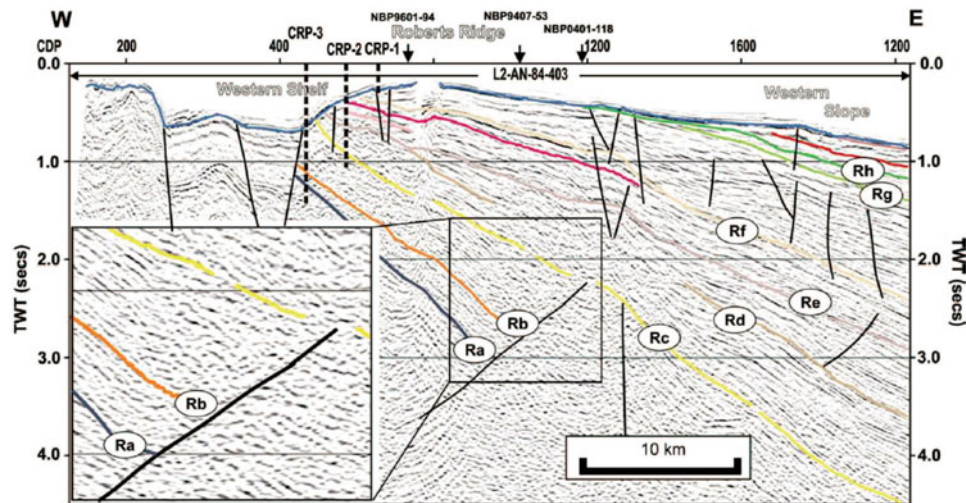 W
E
NBP9601-94
NBP9407-53
NBP0401-118
Roberts Ridge
CRP-3
CRP-2
CRP-1
CDP 200 400 1200 1600 1200
0.0 L2-AN-84-403 0.0
Western Shelf
Western
Slope
1.0 1.0
Rh
Rg
Rf
2.0 2.0
TWT (secs)
TWT (secs)
Re
Rd
Rb
Rc
Ra
3.0 3.0
Rb
Ra
10 km
4.0 4.0